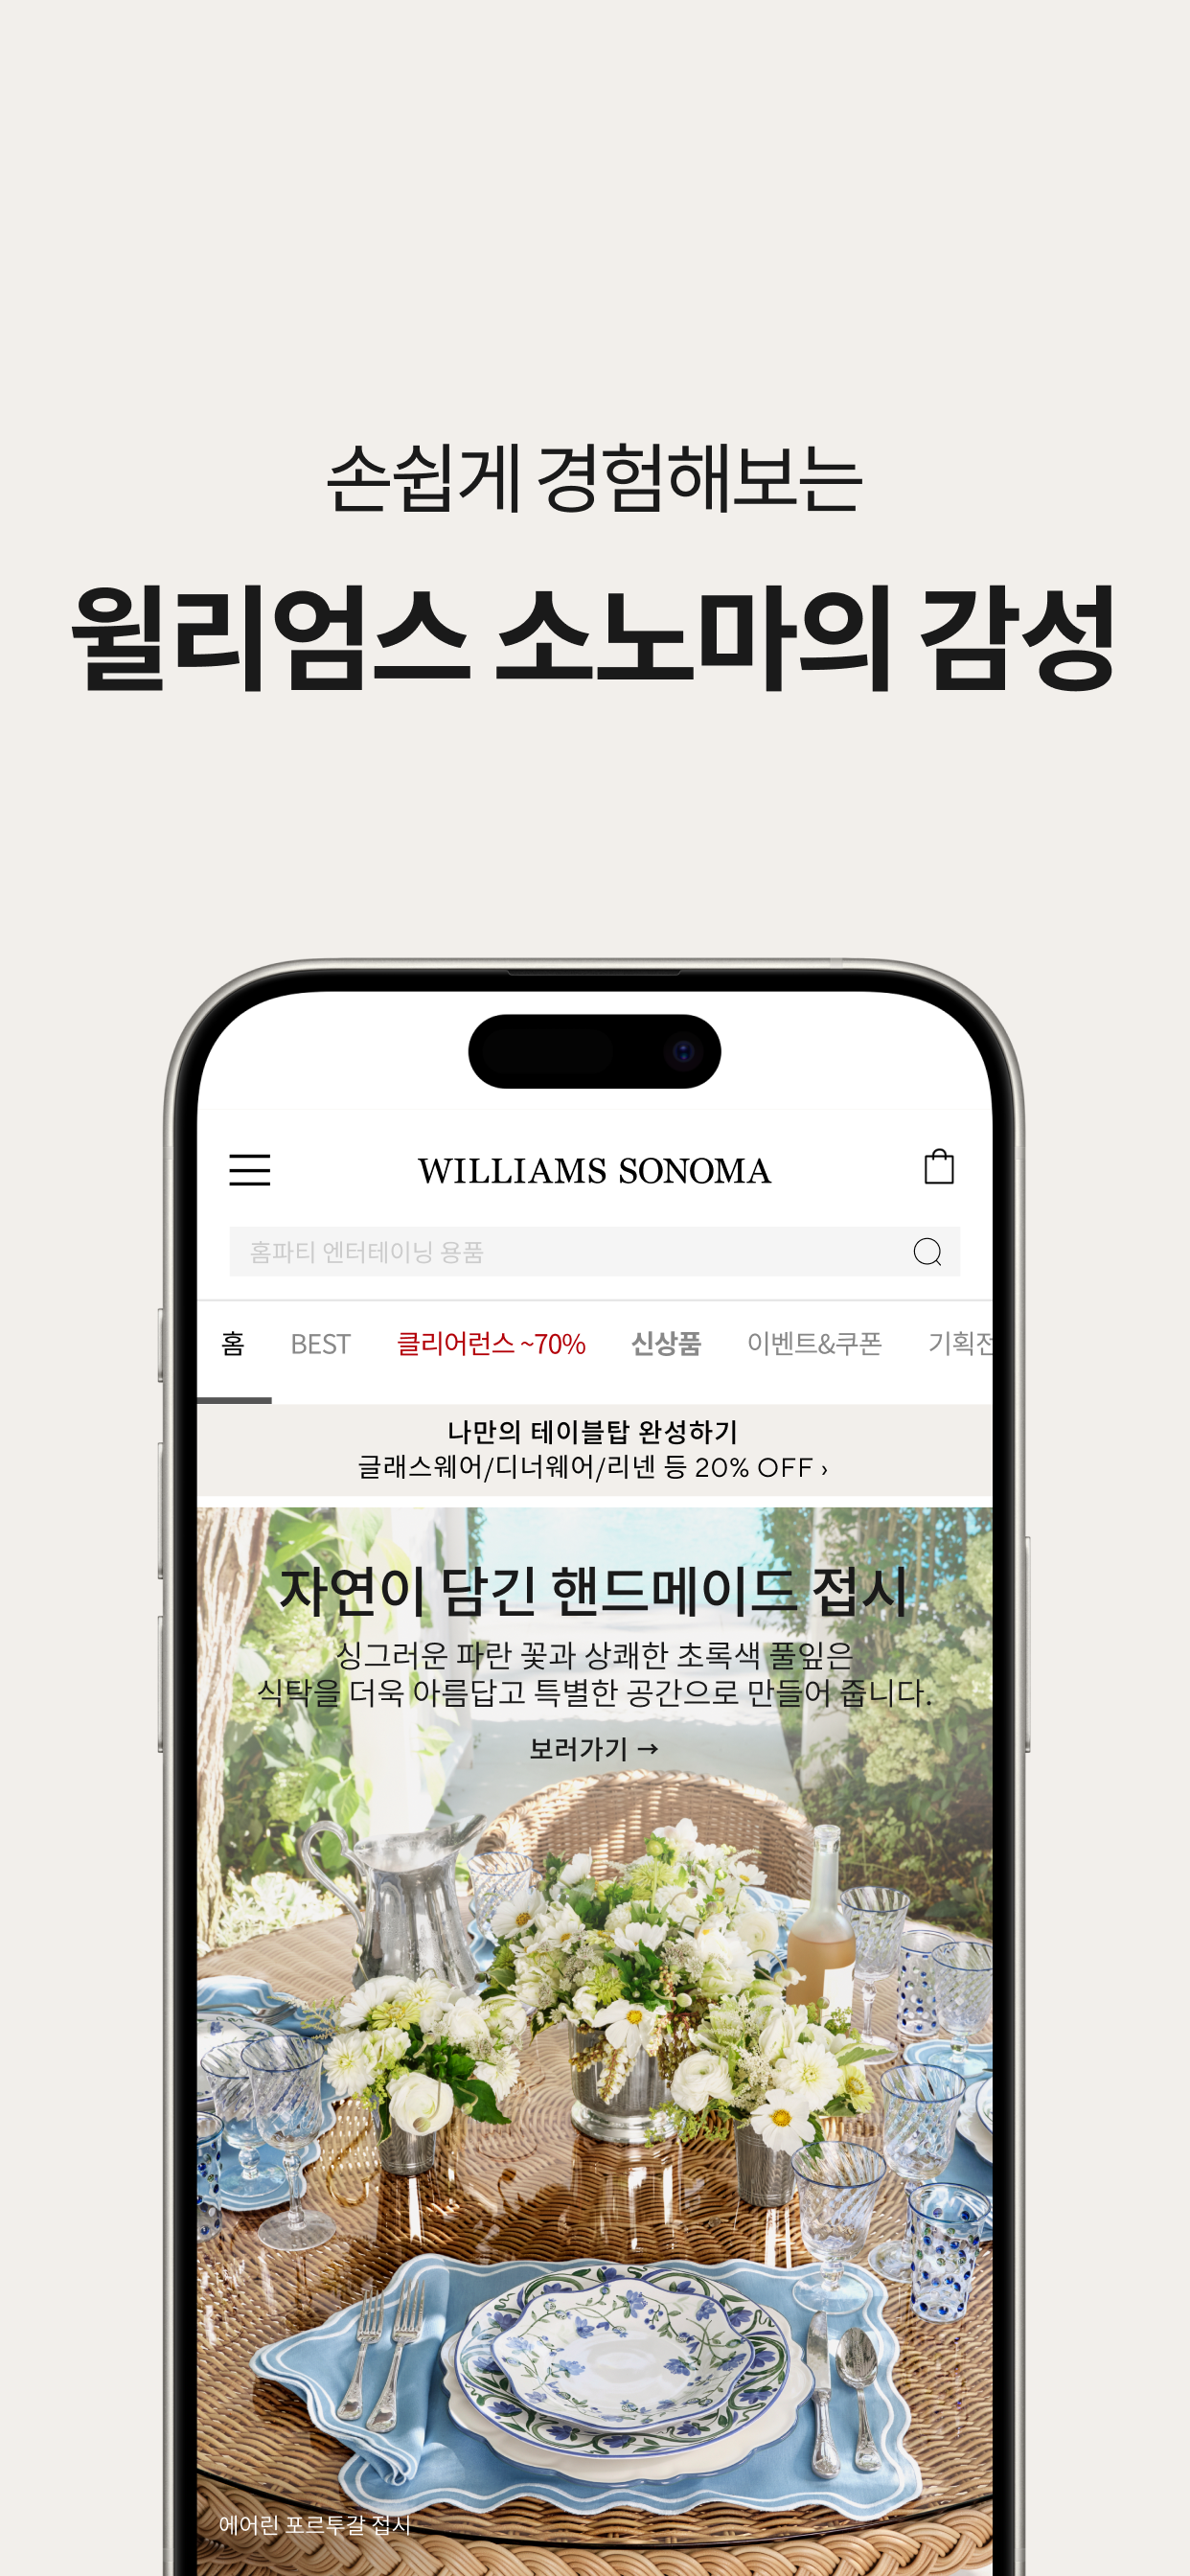 손쉽게 경험해보는
윌리엄스 소노마의 감성
WILLIAMS SONOMA
홈파티 엔터테이닝 용품
홈 BEST 클리어런스 ~70% 신상품 이벤트&쿠폰 기획전
나만의 테이블탑 완성하기
글래스웨어/디너웨어/리넨 등 20% OFF ›
자연이 담긴 핸드메이드 접시
싱그러운 파란 꽃과 상쾌한 초록색 풀잎은
식탁을 더욱 아름답고 특별한 공간으로 만들어 줍니다.
보러가기 →
에어린 포르투갈 접시